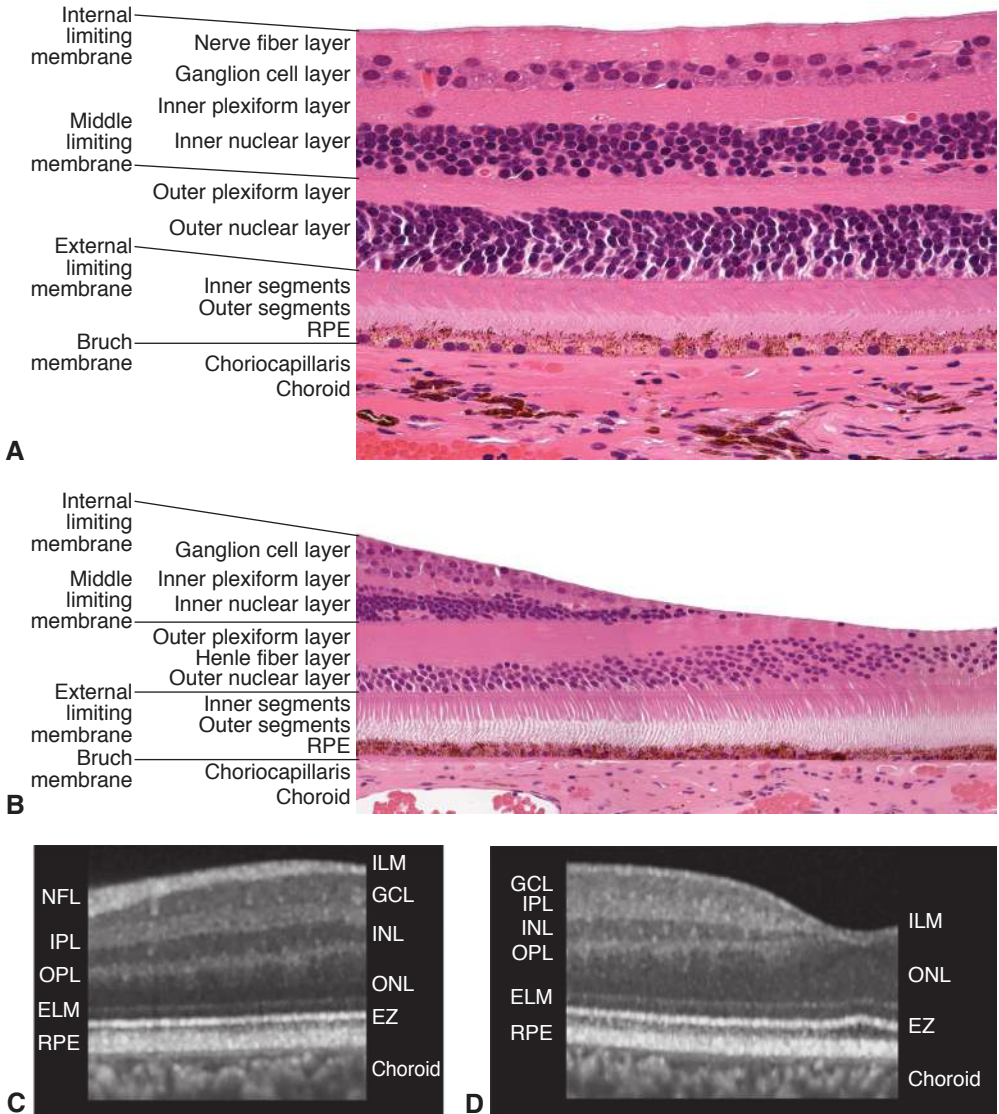 Internal
limiting
membrane
Nerve fiber layer
Ganglion cell layer
Inner plexiform layer
Middle
limiting
membrane
Inner nuclear layer
Outer plexiform layer
Outer nuclear layer
External
limiting
membrane
Inner segments
Outer segments
RPE
Bruch
membrane
Choriocapillaris
Choroid
A
Internal
limiting
membrane
Ganglion cell layer
Inner plexiform layer
Middle
limiting
membrane
Inner nuclear layer
Outer plexiform layer
Henle fiber layer
Outer nuclear layer
External
limiting
membrane
Inner segments
Outer segments
RPE
Bruch
membrane
Choriocapillaris
Choroid
B
NFL
IPL
OPL
ELM
RPE
ILM
GCL
INL
ONL
EZ
Choroid
C
GCL
IPL
INL
OPL
ELM
RPE
ILM
ONL
EZ
Choroid
D